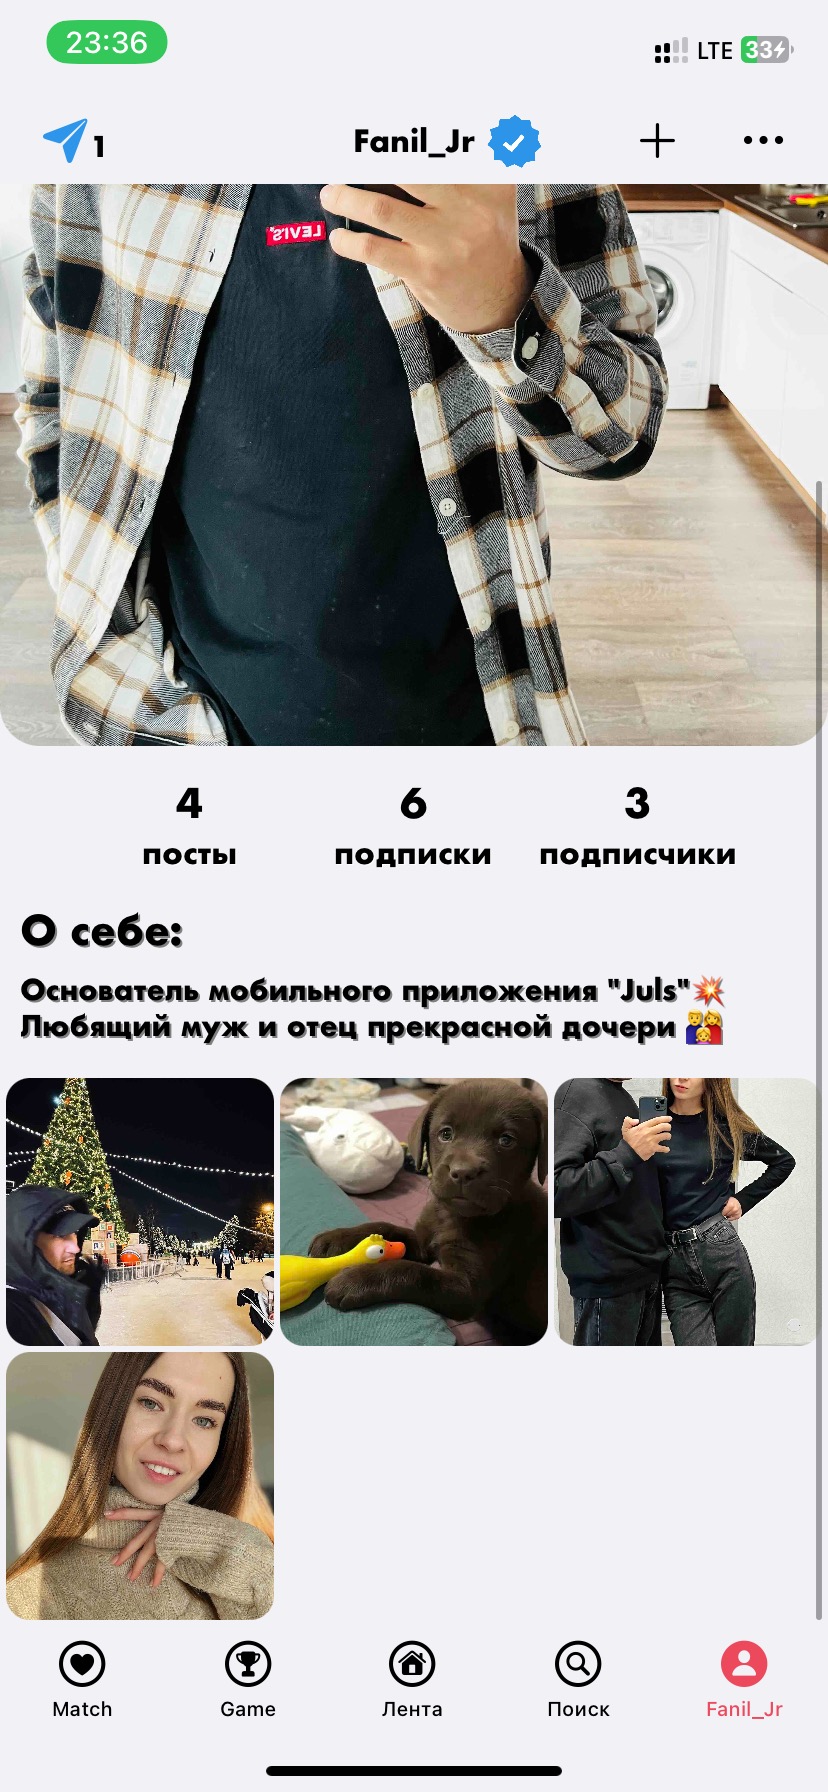 23:36
LTE 33
1 Fanil_Jr
LEVI'S
4 6 3
посты подписки подписчики
О себе:
Основатель мобильного приложения "Juls"💥
Любящий муж и отец прекрасной дочери 👨‍👩‍👧
Match Game Лента Поиск Fanil_Jr